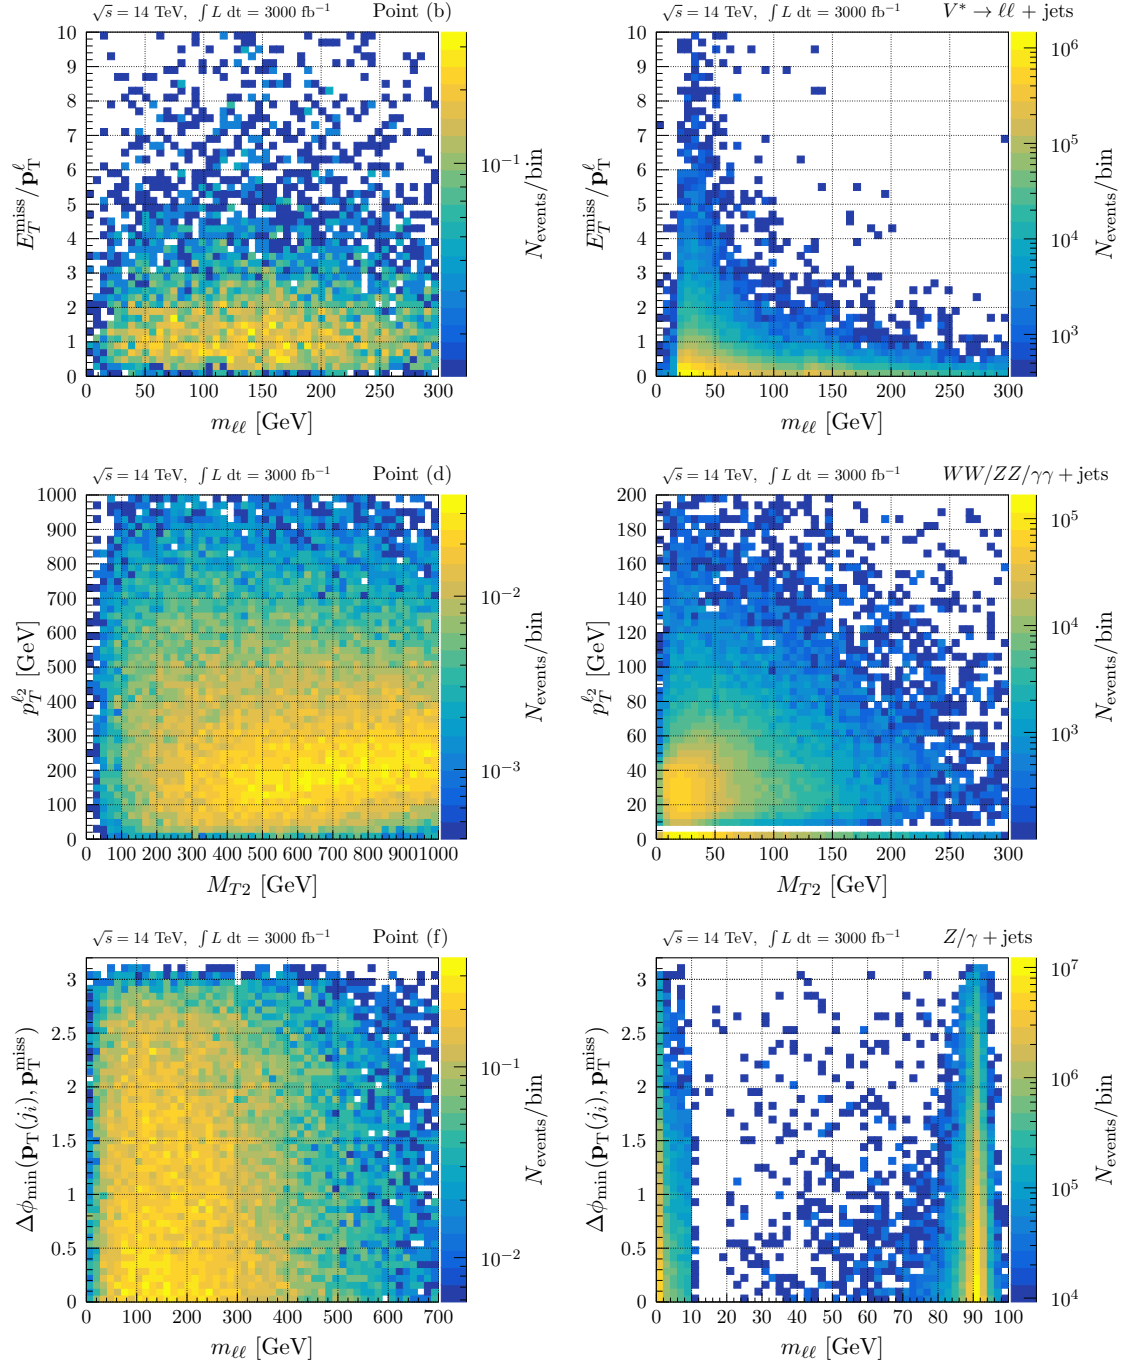 √s = 14 TeV, ∫ L dt = 3000 fb⁻¹ Point (b)
10
9
8
7
6
5
4
3
2
1
0
E_T^miss/p_T^ℓ
0 50 100 150 200 250 300
m_ℓℓ [GeV]
10⁻¹
N_events/bin
√s = 14 TeV, ∫ L dt = 3000 fb⁻¹ V* → ℓℓ + jets
10
9
8
7
6
5
4
3
2
1
0
E_T^miss/p_T^ℓ
0 50 100 150 200 250 300
m_ℓℓ [GeV]
10⁶
10⁵
10⁴
10³
N_events/bin
√s = 14 TeV, ∫ L dt = 3000 fb⁻¹ Point (d)
1000
900
800
700
600
500
400
300
200
100
0
p_T^ℓ₂ [GeV]
0 100 200 300 400 500 600 700 800 900 1000
M_T2 [GeV]
10⁻²
10⁻³
N_events/bin
√s = 14 TeV, ∫ L dt = 3000 fb⁻¹ WW/ZZ/γγ + jets
200
180
160
140
120
100
80
60
40
20
0
p_T^ℓ₂ [GeV]
0 50 100 150 200 250 300
M_T2 [GeV]
10⁵
10⁴
10³
N_events/bin
√s = 14 TeV, ∫ L dt = 3000 fb⁻¹ Point (f)
3
2.5
2
1.5
1
0.5
0
Δϕ_min(p_T(j_i), p_T^miss)
0 100 200 300 400 500 600 700
m_ℓℓ [GeV]
10⁻¹
10⁻²
N_events/bin
√s = 14 TeV, ∫ L dt = 3000 fb⁻¹ Z/γ + jets
3
2.5
2
1.5
1
0.5
0
Δϕ_min(p_T(j_i), p_T^miss)
0 10 20 30 40 50 60 70 80 90 100
m_ℓℓ [GeV]
10⁷
10⁶
10⁵
10⁴
N_events/bin